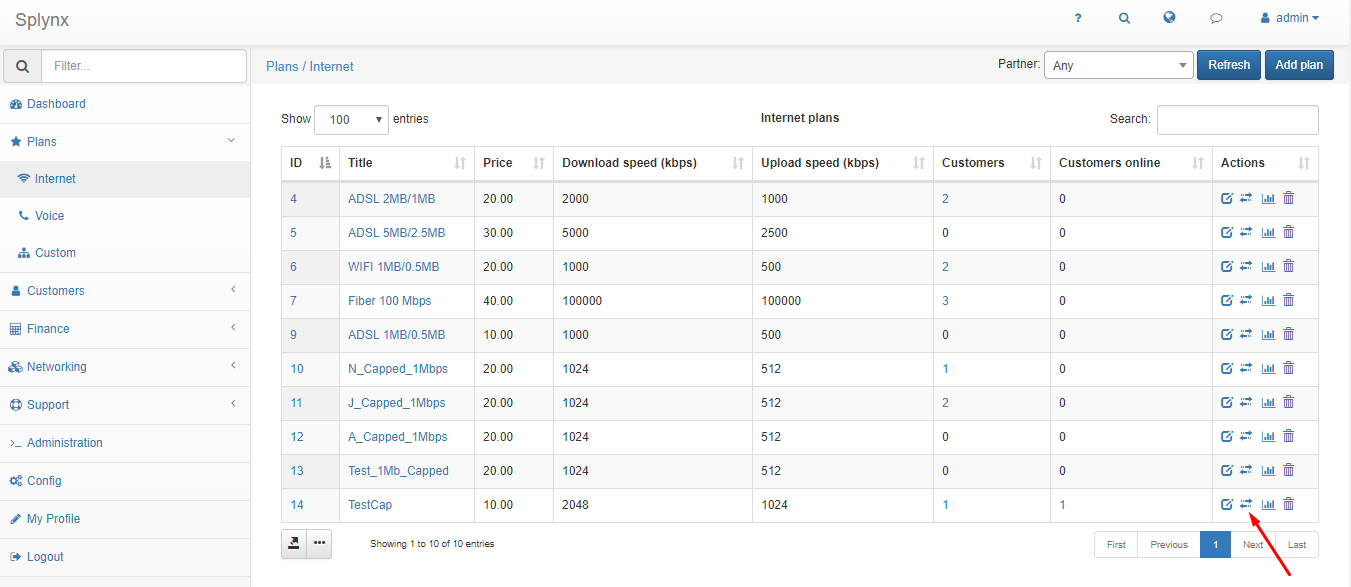 Splynx
? admin
Filter...
Plans / Internet
Partner: Any Refresh Add plan
Dashboard
Plans
Internet
Voice
Custom
Customers
Finance
Networking
Support
Administration
Config
My Profile
Logout
Show 100 entries
Internet plans
Search:
ID Title Price Download speed (kbps) Upload speed (kbps) Customers Customers online Actions
4 ADSL 2MB/1MB 20.00 2000 1000 2 0
5 ADSL 5MB/2.5MB 30.00 5000 2500 0 0
6 WIFI 1MB/0.5MB 20.00 1000 500 2 0
7 Fiber 100 Mbps 40.00 100000 100000 3 0
9 ADSL 1MB/0.5MB 10.00 1000 500 0 0
10 N_Capped_1Mbps 20.00 1024 512 1 0
11 J_Capped_1Mbps 20.00 1024 512 2 0
12 A_Capped_1Mbps 20.00 1024 512 0 0
13 Test_1Mb_Capped 20.00 1024 512 0 0
14 TestCap 10.00 2048 1024 1 1
Showing 1 to 10 of 10 entries
First Previous 1 Next Last